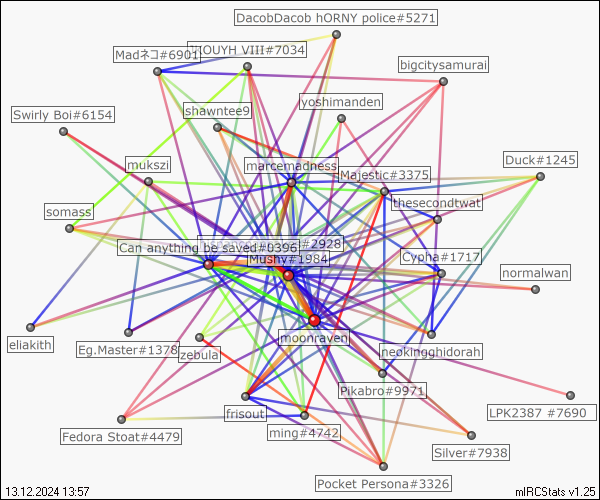 DacobDacob hORNY police#5271
Madネコ#6901
YIOUYH VIII#7034
bigcitysamurai
yoshimanden
shawntee9
Swirly Boi#6154
mukszi
marcemadness
Majestic#3375
Duck#1245
thesecondtwat
somass
Can anything be saved#0396
#2928
Mushy#1984
Cypha#1717
normalwan
eliakith
Eg.Master#1378
moonraven
zebula
neokingghidorah
Pikabro#9971
frisout
LPK2387 #7690
Fedora Stoat#4479
ming#4742
Silver#7938
Pocket Persona#3326
13.12.2024 13:57
mIRCStats v1.25